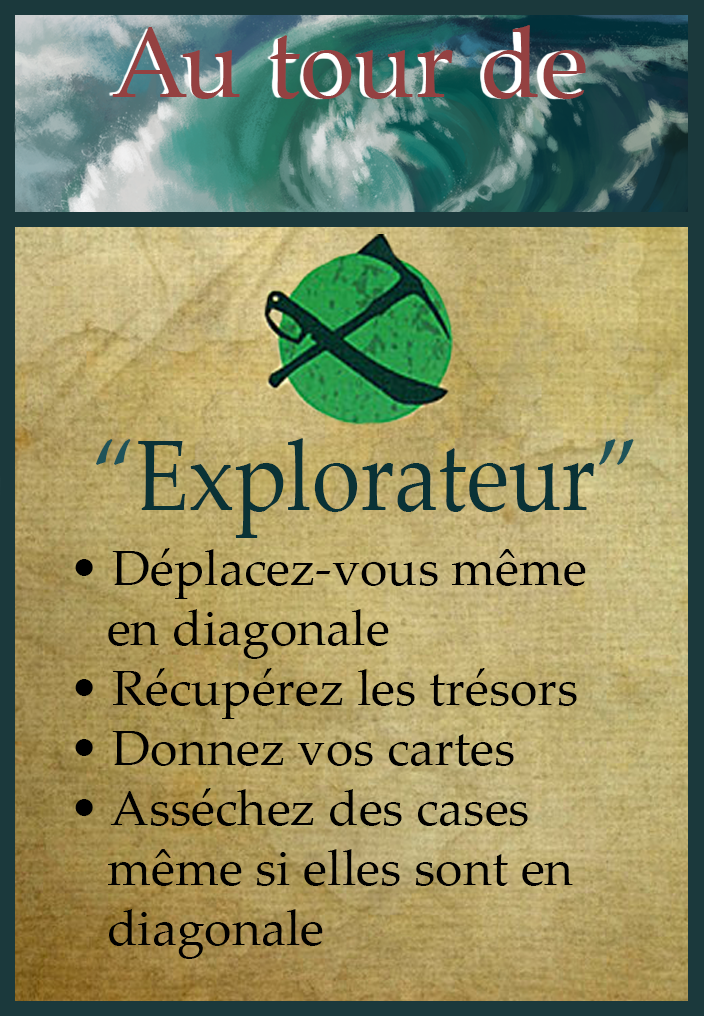 Au tour de
“Explorateur”
• Déplacez-vous même
en diagonale
• Récupérez les trésors
• Donnez vos cartes
• Asséchez des cases
même si elles sont en
diagonale